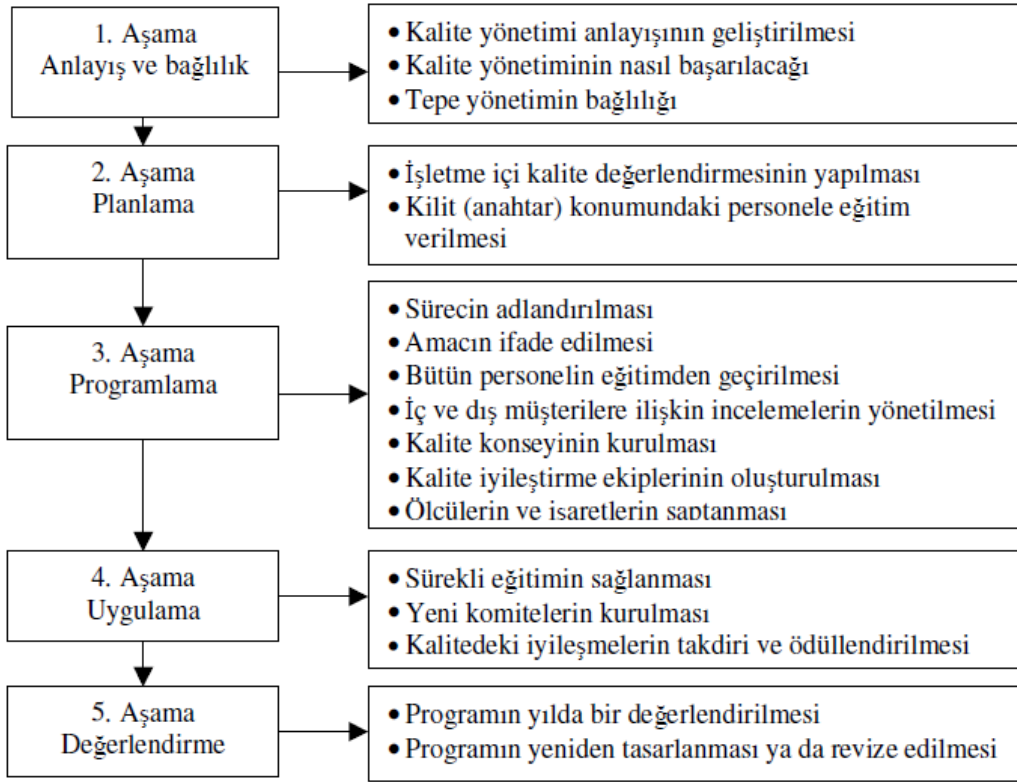 1. Aşama
Anlayış ve bağlılık
• Kalite yönetimi anlayışının geliştirilmesi
• Kalite yönetiminin nasıl başarılacağı
• Tepe yönetimin bağlılığı
2. Aşama
Planlama
• İşletme içi kalite değerlendirmesinin yapılması
• Kilit (anahtar) konumundaki personele eğitim
verilmesi
3. Aşama
Programlama
• Sürecin adlandırılması
• Amacın ifade edilmesi
• Bütün personelin eğitimden geçirilmesi
• İç ve dış müşterilere ilişkin incelemelerin yönetilmesi
• Kalite konseyinin kurulması
• Kalite iyileştirme ekiplerinin oluşturulması
• Ölçülerin ve işaretlerin saptanması
4. Aşama
Uygulama
• Sürekli eğitimin sağlanması
• Yeni komitelerin kurulması
• Kalitedeki iyileşmelerin takdiri ve ödüllendirilmesi
5. Aşama
Değerlendirme
• Programın yılda bir değerlendirilmesi
• Programın yeniden tasarlanması ya da revize edilmesi